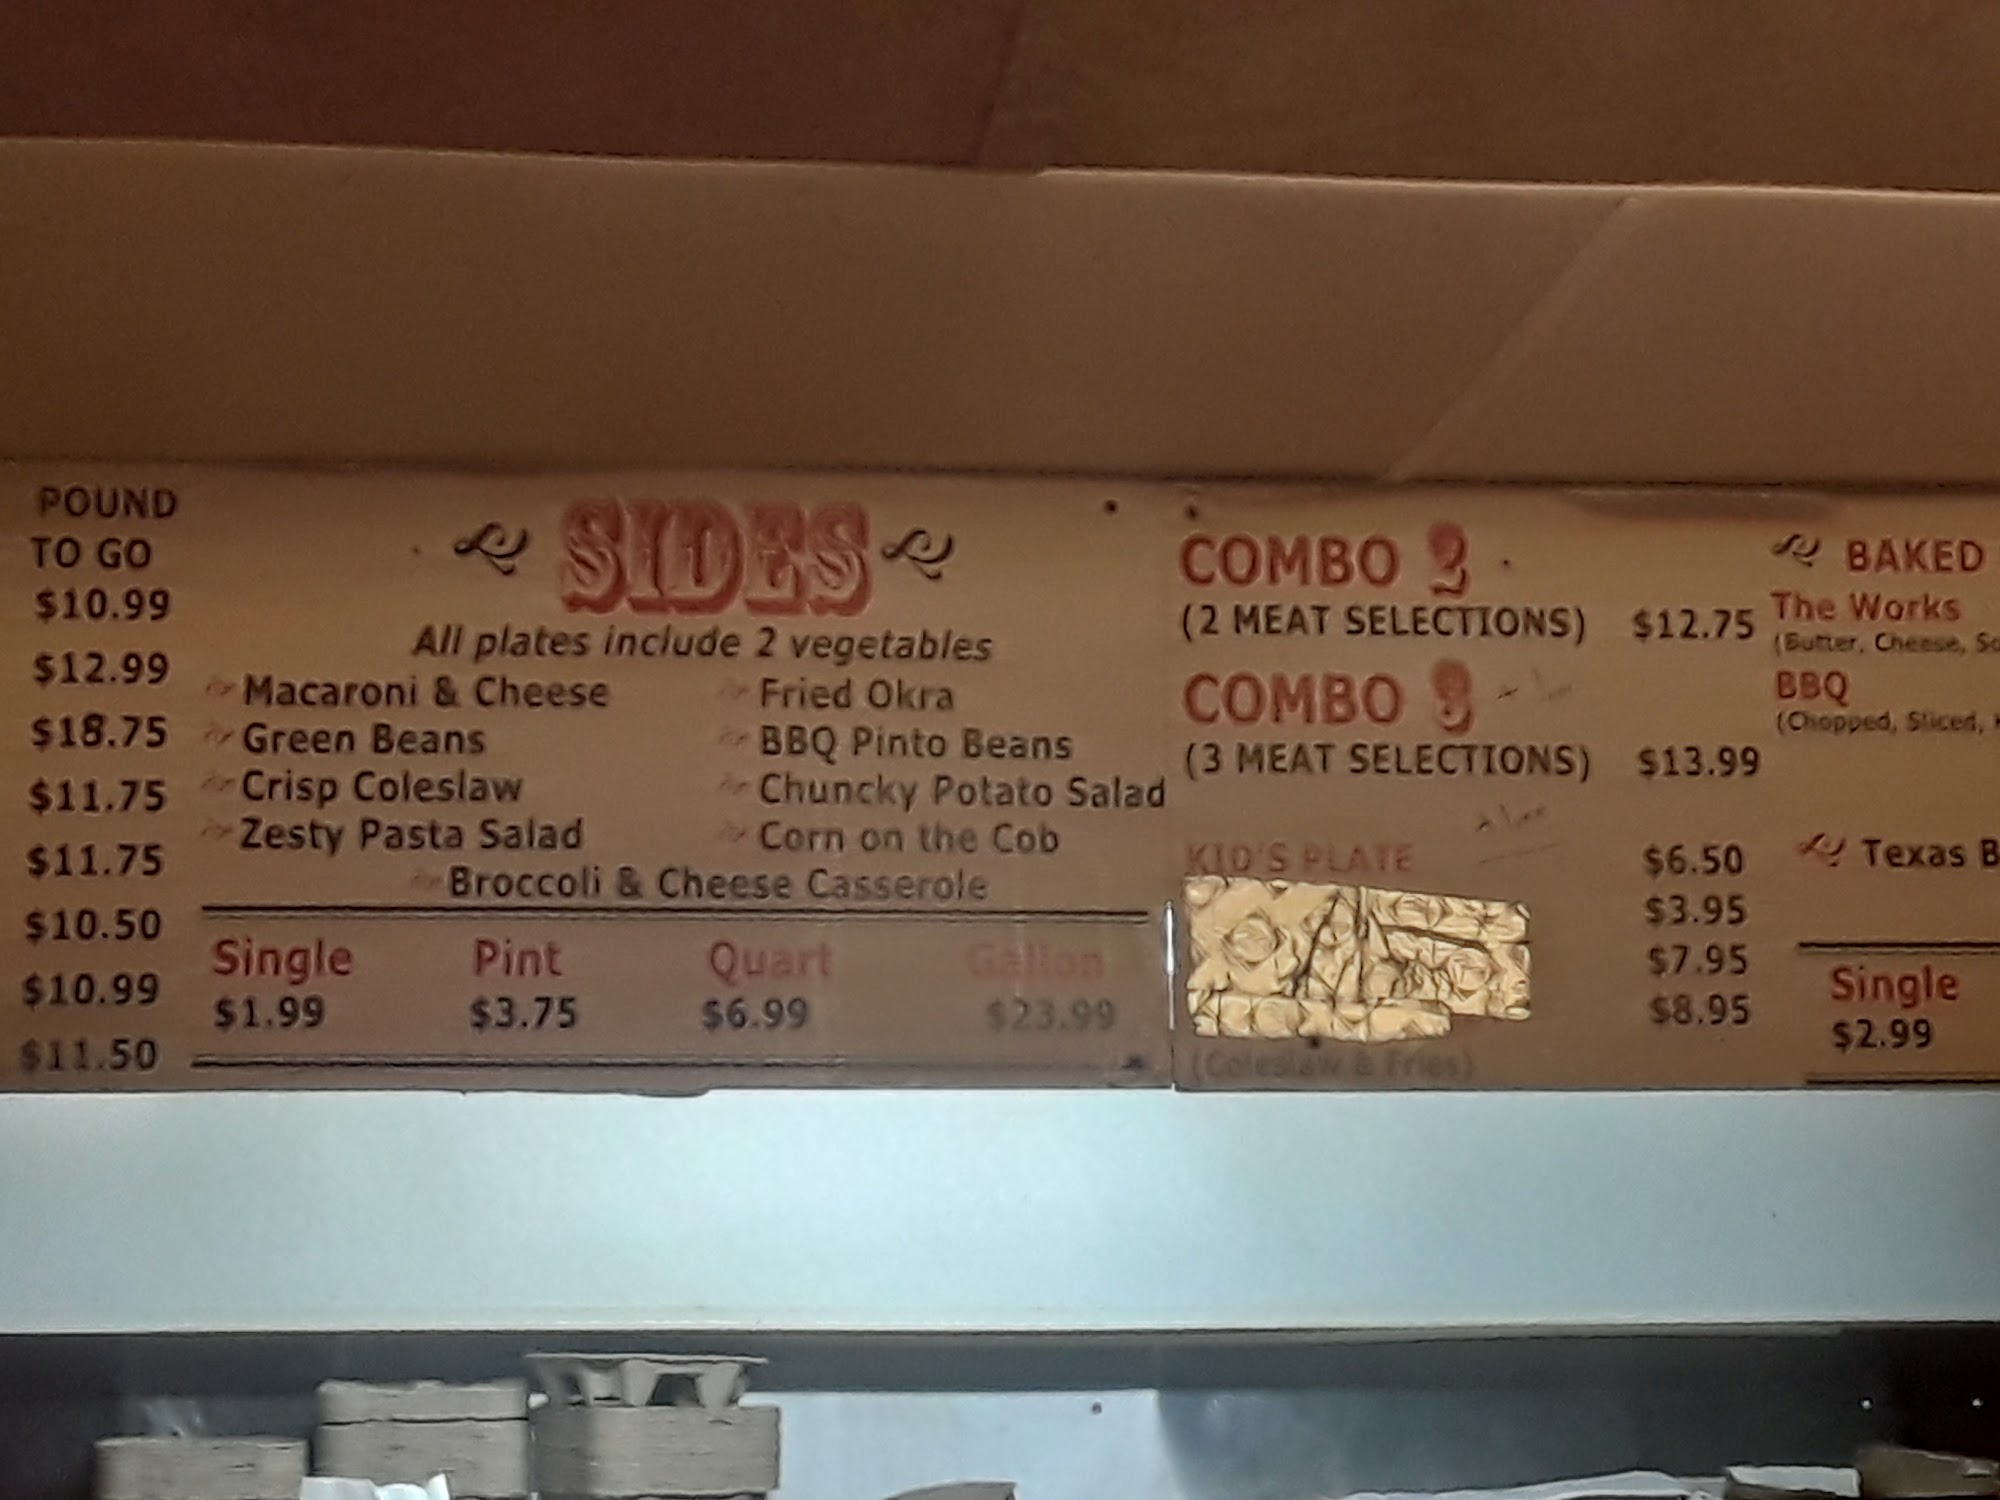 POUND
TO GO
$10.99
$12.99
$18.75
$11.75
$11.75
$10.50
$10.99
$11.50
SIDES
All plates include 2 vegetables
Macaroni & Cheese
Fried Okra
Green Beans
BBQ Pinto Beans
Crisp Coleslaw
Chuncky Potato Salad
Zesty Pasta Salad
Corn on the Cob
Broccoli & Cheese Casserole
Single Pint Quart Gallon
$1.99 $3.75 $6.99 $23.99
COMBO 2
(2 MEAT SELECTIONS) $12.75
COMBO 3
(3 MEAT SELECTIONS) $13.99
KID'S PLATE $6.50
$3.95
$7.95
$8.95
(Coleslaw & Fries)
BAKED
The Works
(Butter, Cheese,
BBQ
(Chopped, Sliced,
Texas B
Single
$2.99